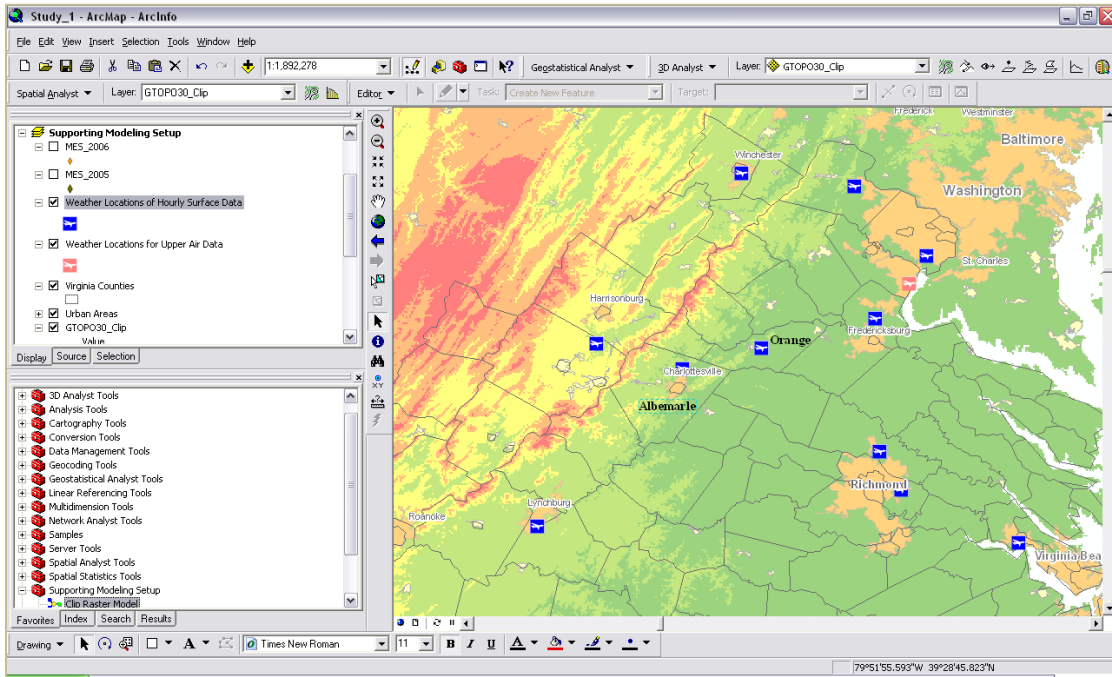 Study_1 - ArcMap - ArcInfo
File Edit View Insert Selection Tools Window Help
1:1,892,278
Geostatistical Analyst
3D Analyst
Layer: GTOPO30_Clip
Spatial Analyst
Layer: GTOPO30_Clip
Editor
Task: Create New Feature
Target:
Supporting Modeling Setup
MES_2006
MES_2005
Weather Locations of Hourly Surface Data
Weather Locations for Upper Air Data
Virginia Counties
Urban Areas
GTOPO30_Clip
Value
Display Source Selection
3D Analyst Tools
Analysis Tools
Cartography Tools
Conversion Tools
Data Management Tools
Geocoding Tools
Geostatistical Analyst Tools
Linear Referencing Tools
Multidimension Tools
Network Analyst Tools
Samples
Server Tools
Spatial Analyst Tools
Spatial Statistics Tools
Supporting Modeling Setup
Clip Raster Model
Favorites Index Search Results
Frederick
Westminster
Baltimore
Winchester
Washington
St. Charles
Harrisonburg
Fredericksburg
Orange
Charlottesville
Albemarle
Richmond
Lynchburg
Roanoke
Virginia Bea
Drawing
A
Times New Roman
11
B I U A
79°51'55.593"W 39°28'45.823"N